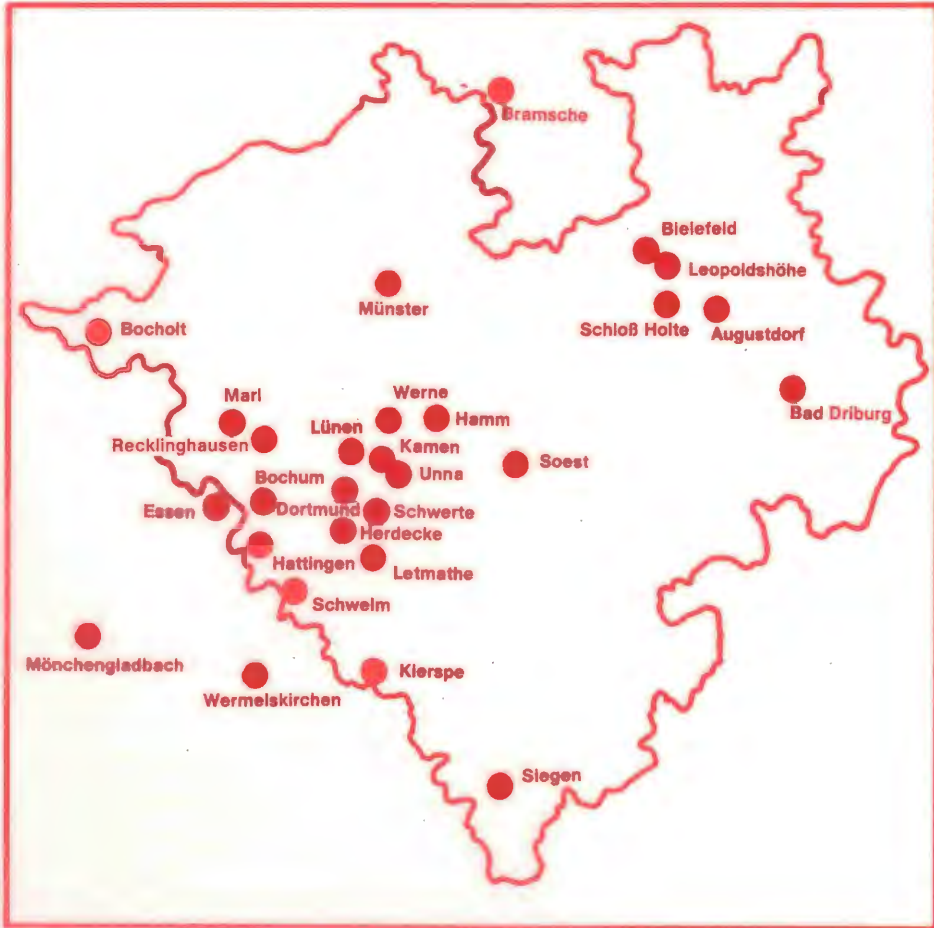 Bramsche
Bielefeld
Leopoldshöhe
Münster
Schloß Holte
Augustdorf
Bocholt
Marl
Werne
Bad Driburg
Lünen
Hamm
Recklinghausen
Kamen
Soest
Bochum
Unna
Essen
Dortmund
Schwerte
Herdecke
Hattingen
Letmathe
Schwelm
Mönchengladbach
Kierspe
Wermelskirchen
Siegen